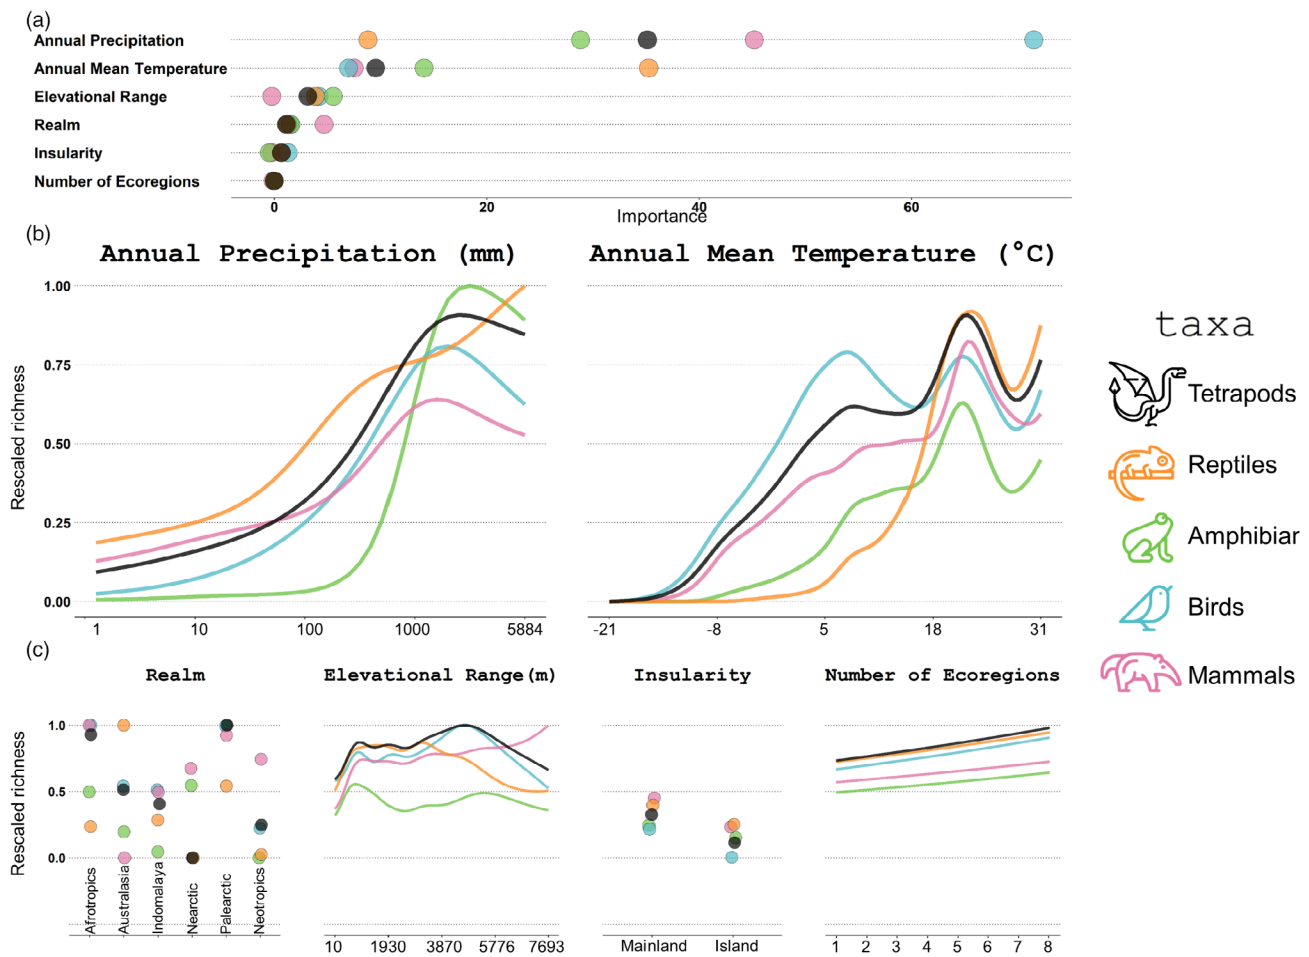 (a)
Annual Precipitation
Annual Mean Temperature
Elevational Range
Realm
Insularity
Number of Ecoregions
0 20 40 60
Importance
(b)
Annual Precipitation (mm) Annual Mean Temperature (°C)
Rescaled richness
1.00
0.75
0.50
0.25
0.00
1 10 100 1000 5884
-21 -8 5 18 31
taxa
Tetrapods
Reptiles
Amphibiar
Birds
Mammals
(c)
Realm Elevational Range(m) Insularity Number of Ecoregions
Rescaled richness
1.0
0.5
0.0
Afrotropics
Australasia
Indomalaya
Nearctic
Palearctic
Neotropics
10 1930 3870 5776 7693
Mainland Island
1 2 3 4 5 6 7 8